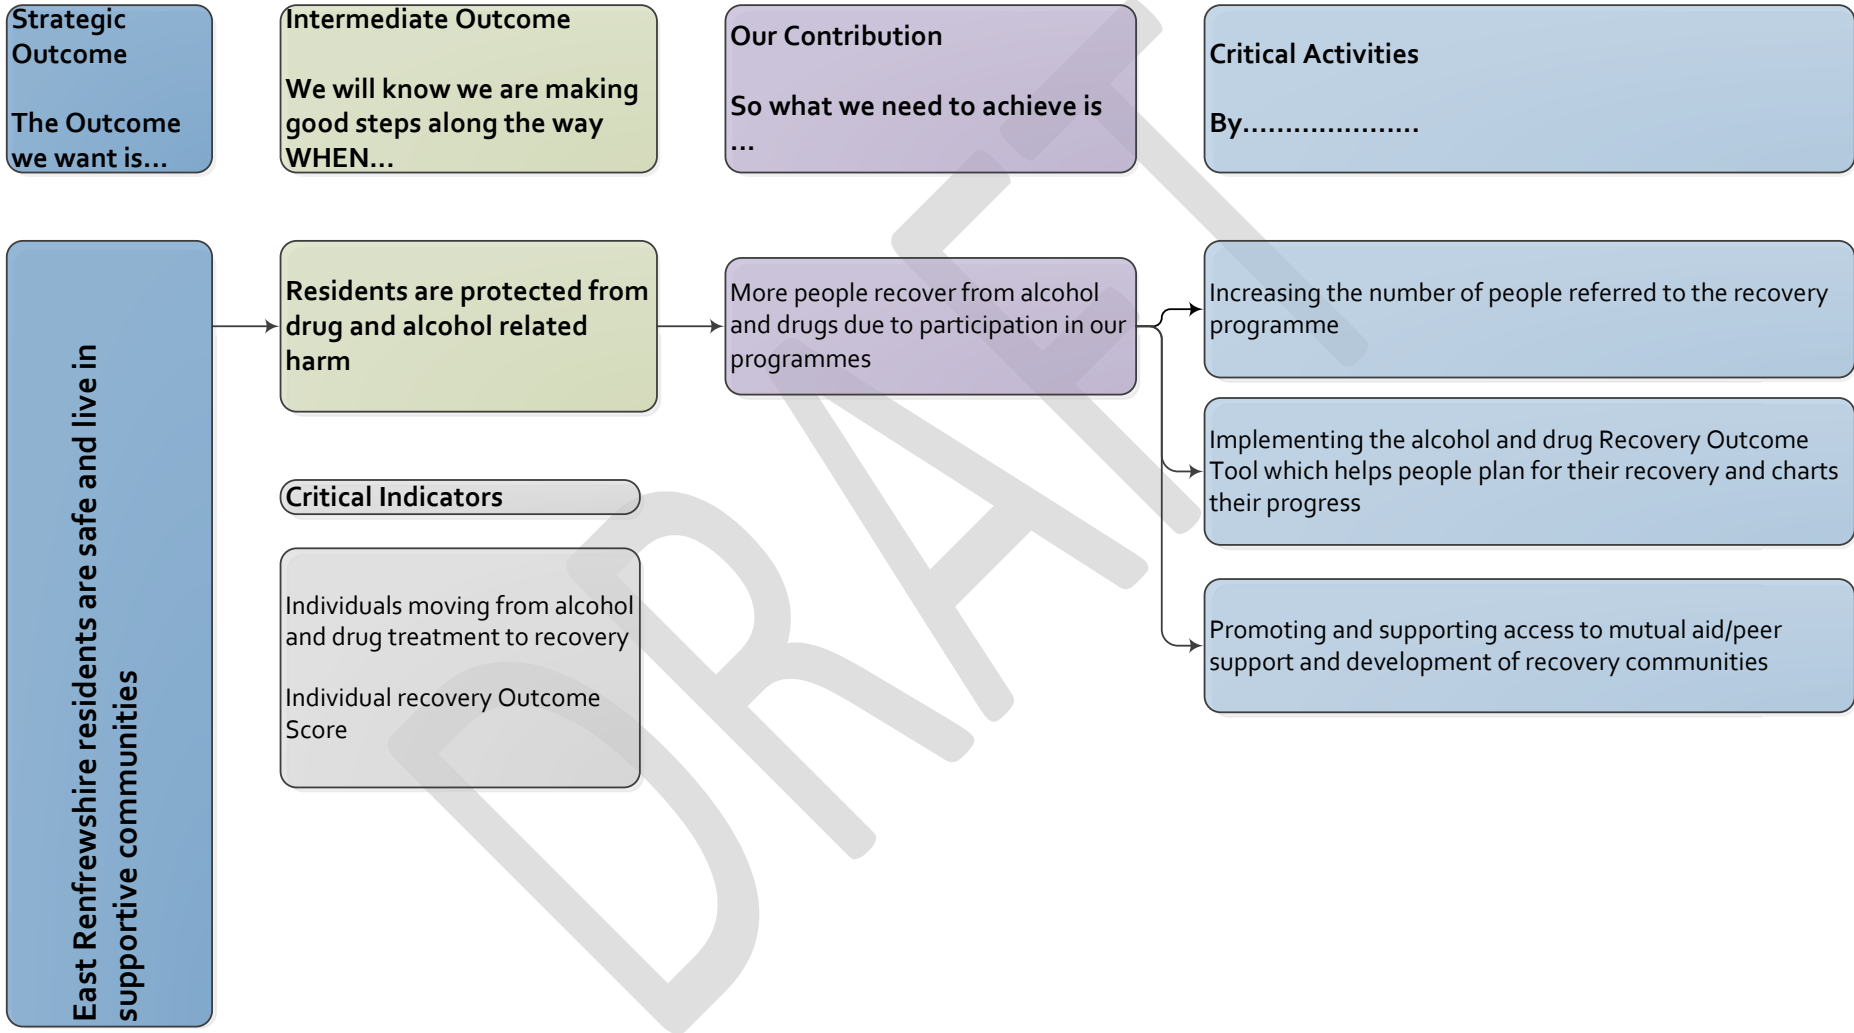 Strategic
Outcome
The Outcome
we want is...
Intermediate Outcome
We will know we are making
good steps along the way
WHEN...
Our Contribution
So what we need to achieve is
...
Critical Activities
By.....................
East Renfrewshire residents are safe and live in
supportive communities
Residents are protected from
drug and alcohol related
harm
More people recover from alcohol
and drugs due to participation in our
programmes
Increasing the number of people referred to the recovery
programme
Implementing the alcohol and drug Recovery Outcome
Tool which helps people plan for their recovery and charts
their progress
Promoting and supporting access to mutual aid/peer
support and development of recovery communities
Critical Indicators
Individuals moving from alcohol
and drug treatment to recovery
Individual recovery Outcome
Score
DRAFT